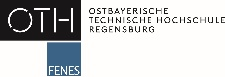 OTH
OSTBAYERISCHE
TECHNISCHE HOCHSCHULE
REGENSBURG
FENES